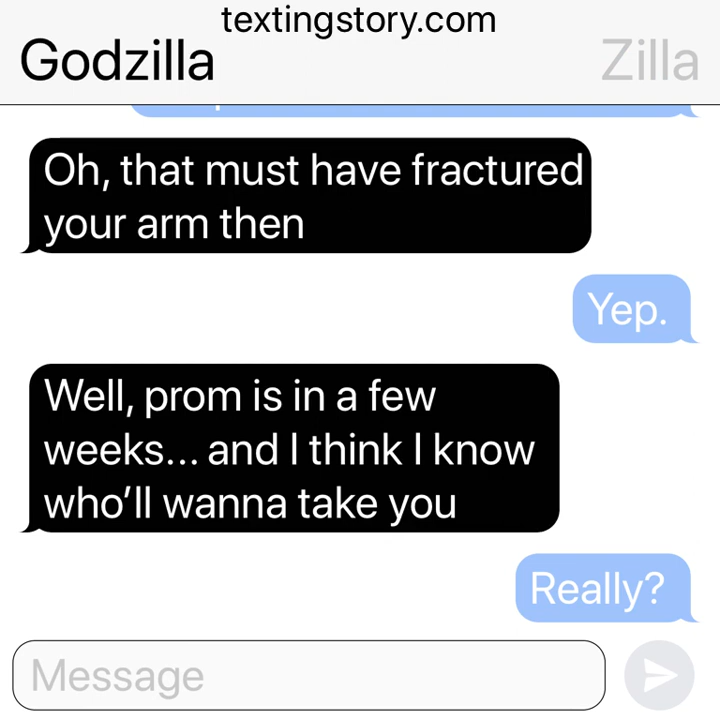 textingstory.com
Godzilla
Zilla
Oh, that must have fractured
your arm then
Yep.
Well, prom is in a few
weeks... and I think I know
who'll wanna take you
Really?
Message